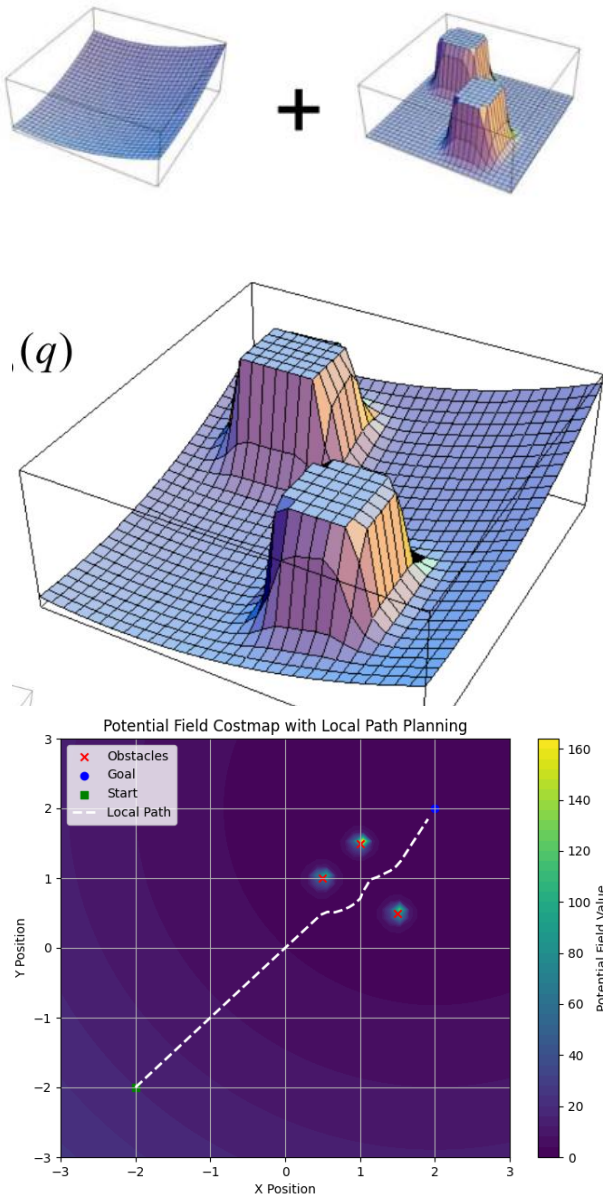 +
(q)
Potential Field Costmap with Local Path Planning
Obstacles
Goal
Start
Local Path
3
2
1
0
−1
−2
−3
−3
−2
−1
0
1
2
3
Y Position
X Position
160
140
120
100
80
60
40
20
0
Potential Field Value